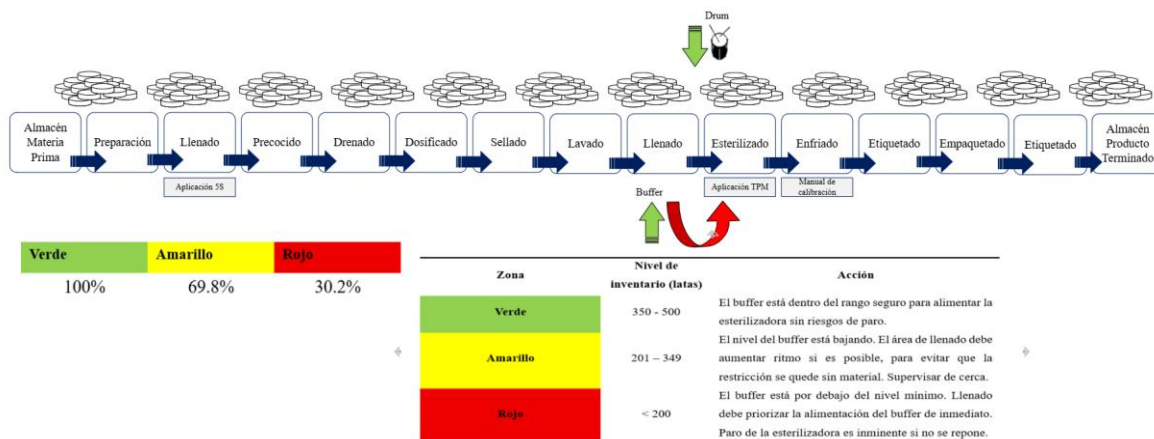 Drum
Almacén
Materia
Prima
Preparación
Llenado
Precocido
Drenado
Dosificado
Sellado
Lavado
Llenado
Esterilizado
Enfriado
Etiquetado
Empaquetado
Etiquetado
Almacén
Producto
Terminado
Aplicación 5S
Buffer
Aplicación TPM
Manual de
calibración
Verde Amarillo Rojo
100% 69.8% 30.2%
Zona Nivel de inventario (latas) Acción
Verde 350 - 500 El buffer está dentro del rango seguro para alimentar la
esterilizadora sin riesgos de paro.
Amarillo 201 – 349 El nivel del buffer está bajando. El área de llenado debe
aumentar ritmo si es posible, para evitar que la
restricción se quede sin material. Supervisar de cerca.
Rojo < 200 El buffer está por debajo del nivel mínimo. Llenado
debe priorizar la alimentación del buffer de inmediato.
Paro de la esterilizadora es inminente si no se repone.